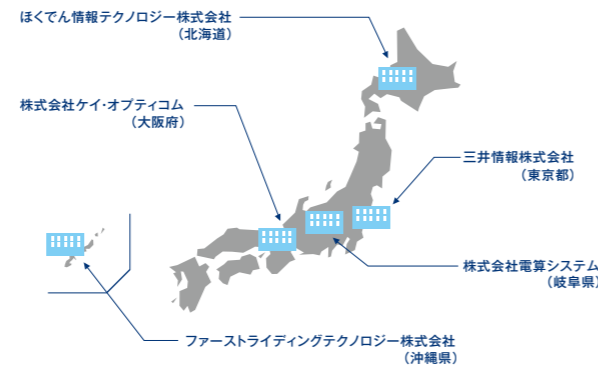 ほくでん情報テクノロジー株式会社
（北海道）
株式会社ケイ・オプティコム
（大阪府）
三井情報株式会社
（東京都）
株式会社電算システム
（岐阜県）
ファーストライディングテクノロジー株式会社
（沖縄県）